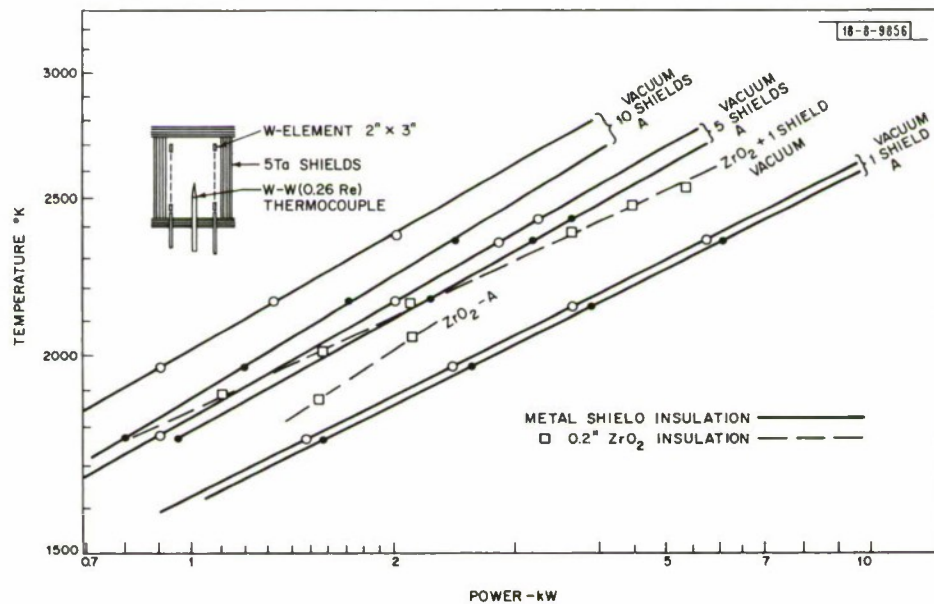 18-8-9856
3000
2500
2000
1500
TEMPERATURE °K
W-ELEMENT 2" × 3"
5Ta SHIELDS
W-W(0.26 Re)
THERMOCOUPLE
VACUUM
10 SHIELDS
A
VACUUM
5 SHIELDS
A
ZrO2 + 1 SHIELD
VACUUM
VACUUM
1 SHIELD
A
ZrO2-A
METAL SHIELO INSULATION
0.2" ZrO2 INSULATION
0.7
1
2
5
7
10
POWER-kW